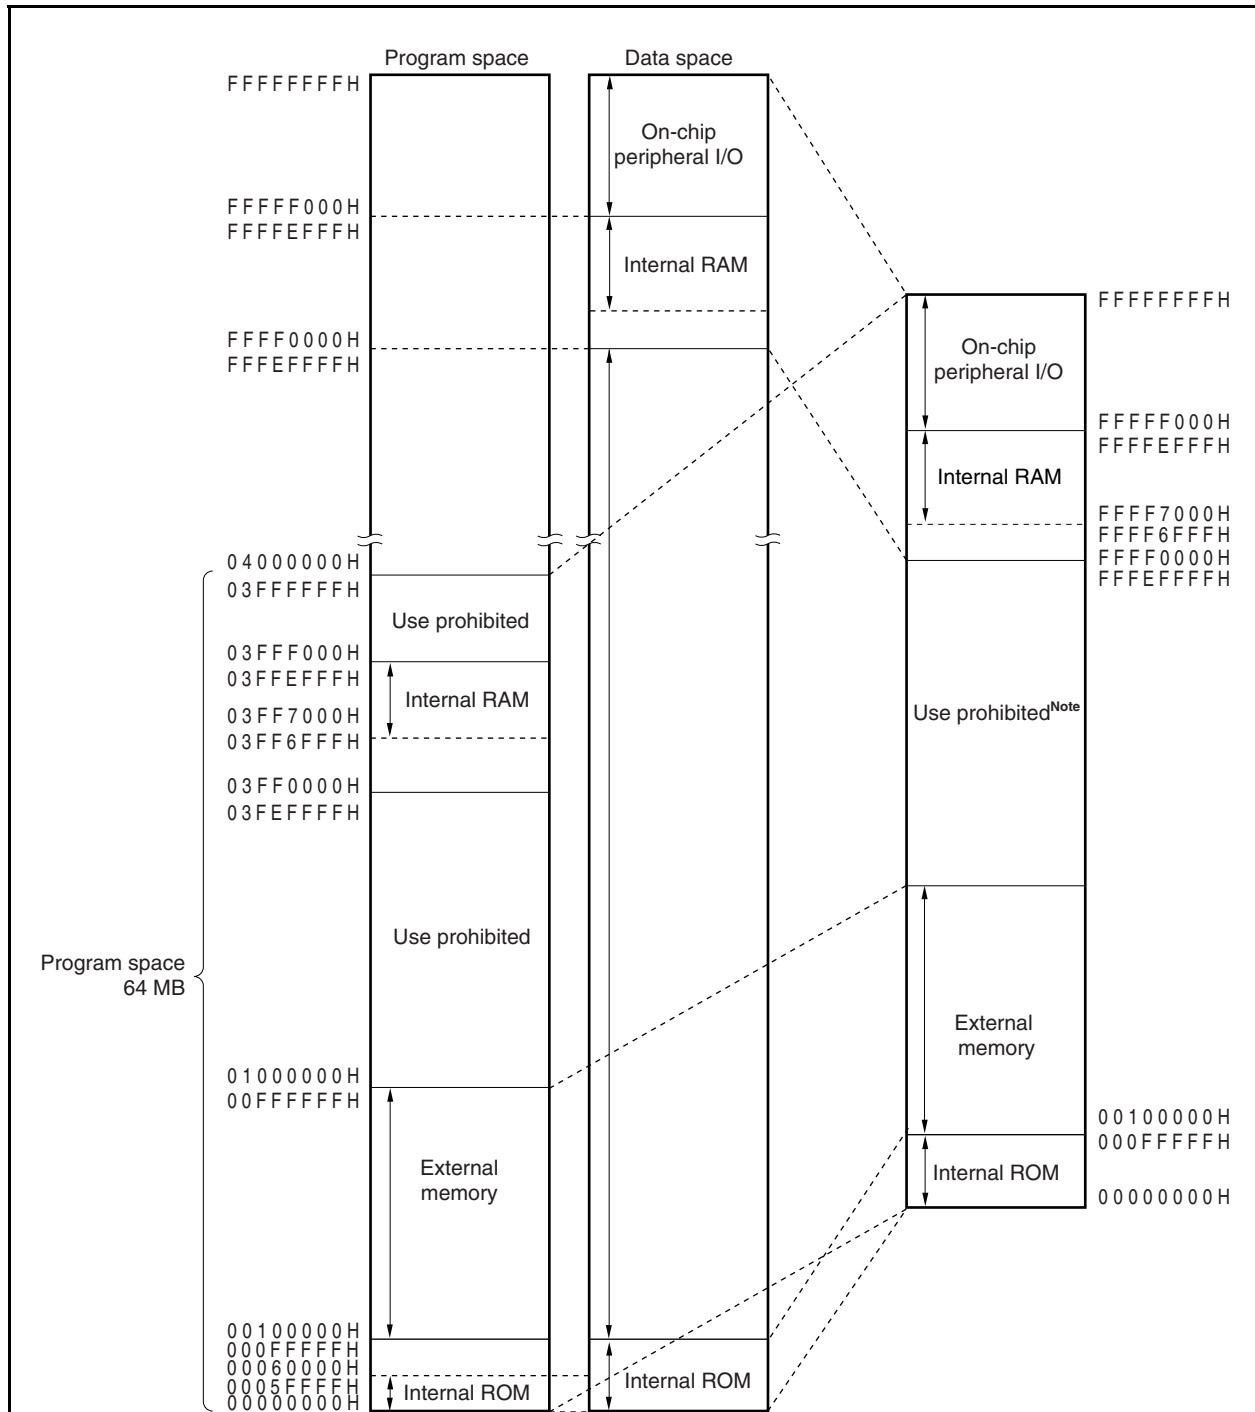 Program space
Data space
FFFFFFFFH
On-chip
peripheral I/O
FFFFF000H
FFFFEFFFH
Internal RAM
FFFF0000H
FFFEFFFFH
04000000H
03FFFFFFH
Use prohibited
03FFF000H
03FFEFFFH
Internal RAM
03FF7000H
03FF6FFFH
03FF0000H
03FEFFFFH
Use prohibited
Program space
64 MB
01000000H
00FFFFFFH
External
memory
00100000H
000FFFFFH
00060000H
0005FFFFH
00000000H
Internal ROM
Internal ROM
FFFFFFFFH
On-chip
peripheral I/O
FFFFF000H
FFFFEFFFH
Internal RAM
FFFF7000H
FFFF6FFFH
FFFF0000H
FFFEFFFFH
Use prohibitedNote
External
memory
00100000H
000FFFFFH
Internal ROM
00000000H